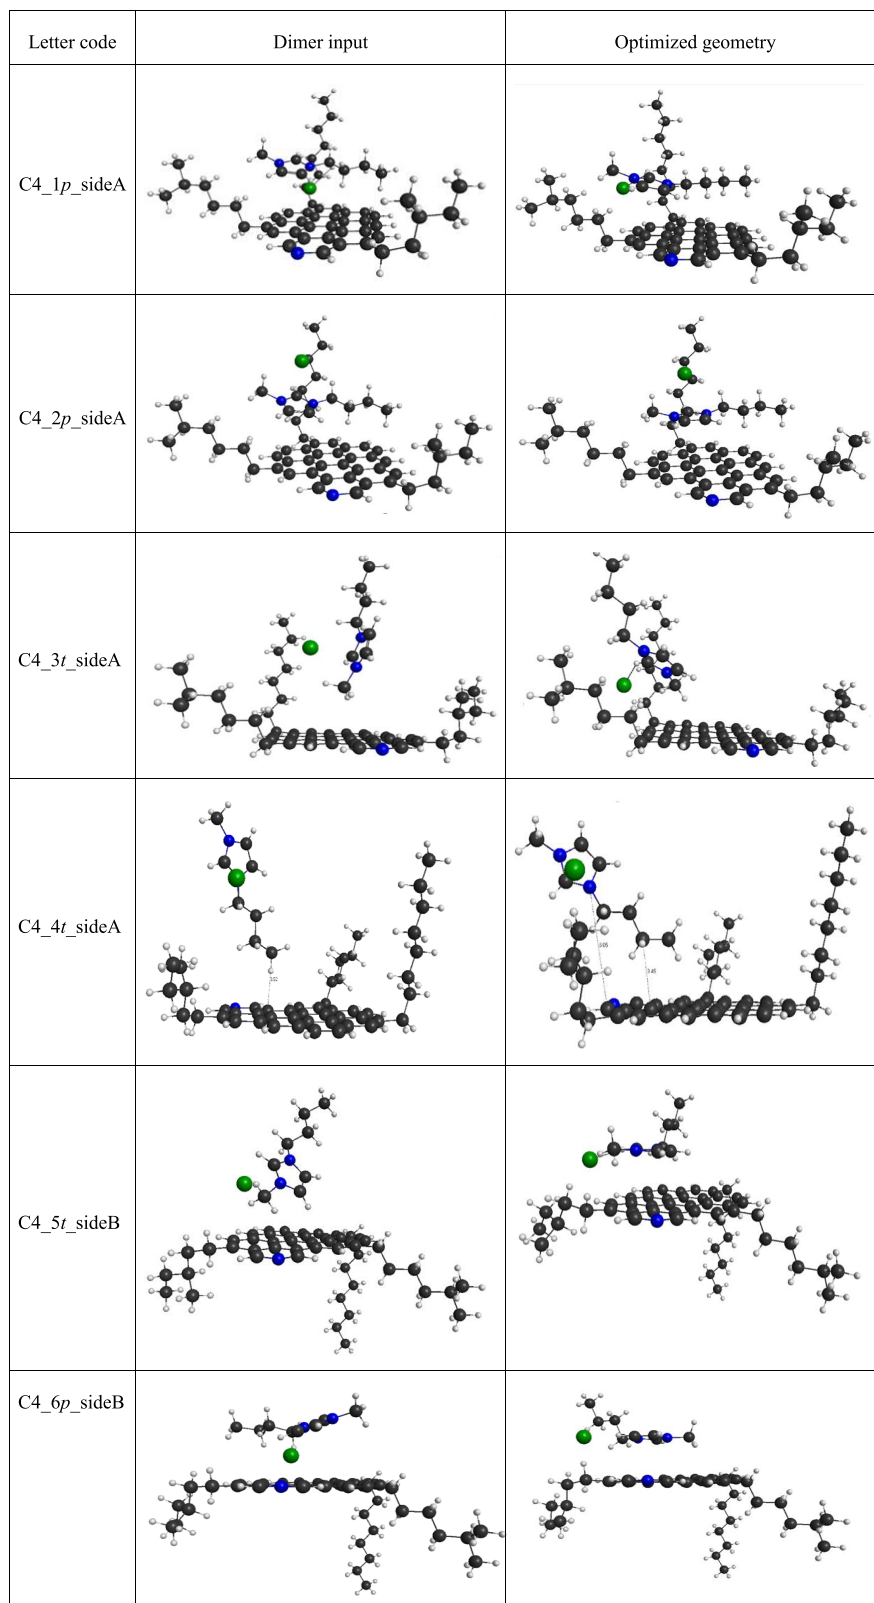 Letter code Dimer input Optimized geometry
C4_1p_sideA
C4_2p_sideA
C4_3t_sideA
C4_4t_sideA
C4_5t_sideB
C4_6p_sideB